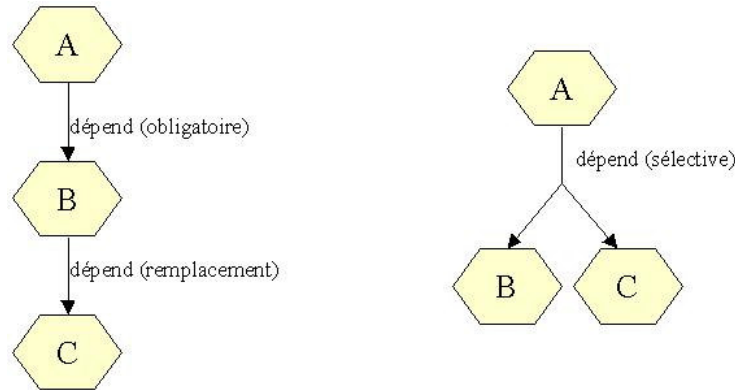 A
dépend (obligatoire)
B
dépend (remplacement)
C
A
dépend (sélective)
B
C